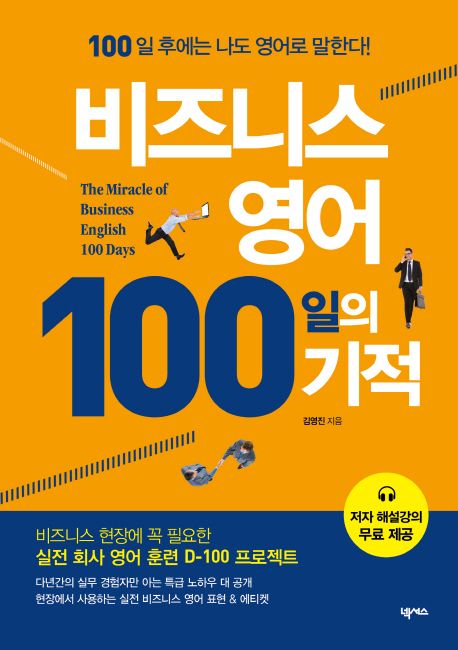 100일 후에는 나도 영어로 말한다!
비즈니스
The Miracle of
Business
English
100 Days
영어
100일의
기적
김영진 지음
저자 해설강의
무료 제공
비즈니스 현장에 꼭 필요한
실전 회사 영어 훈련 D-100 프로젝트
다년간의 실무 경험자만 아는 특급 노하우 대 공개
현장에서 사용하는 실전 비즈니스 영어 표현 & 에티켓
넥서스